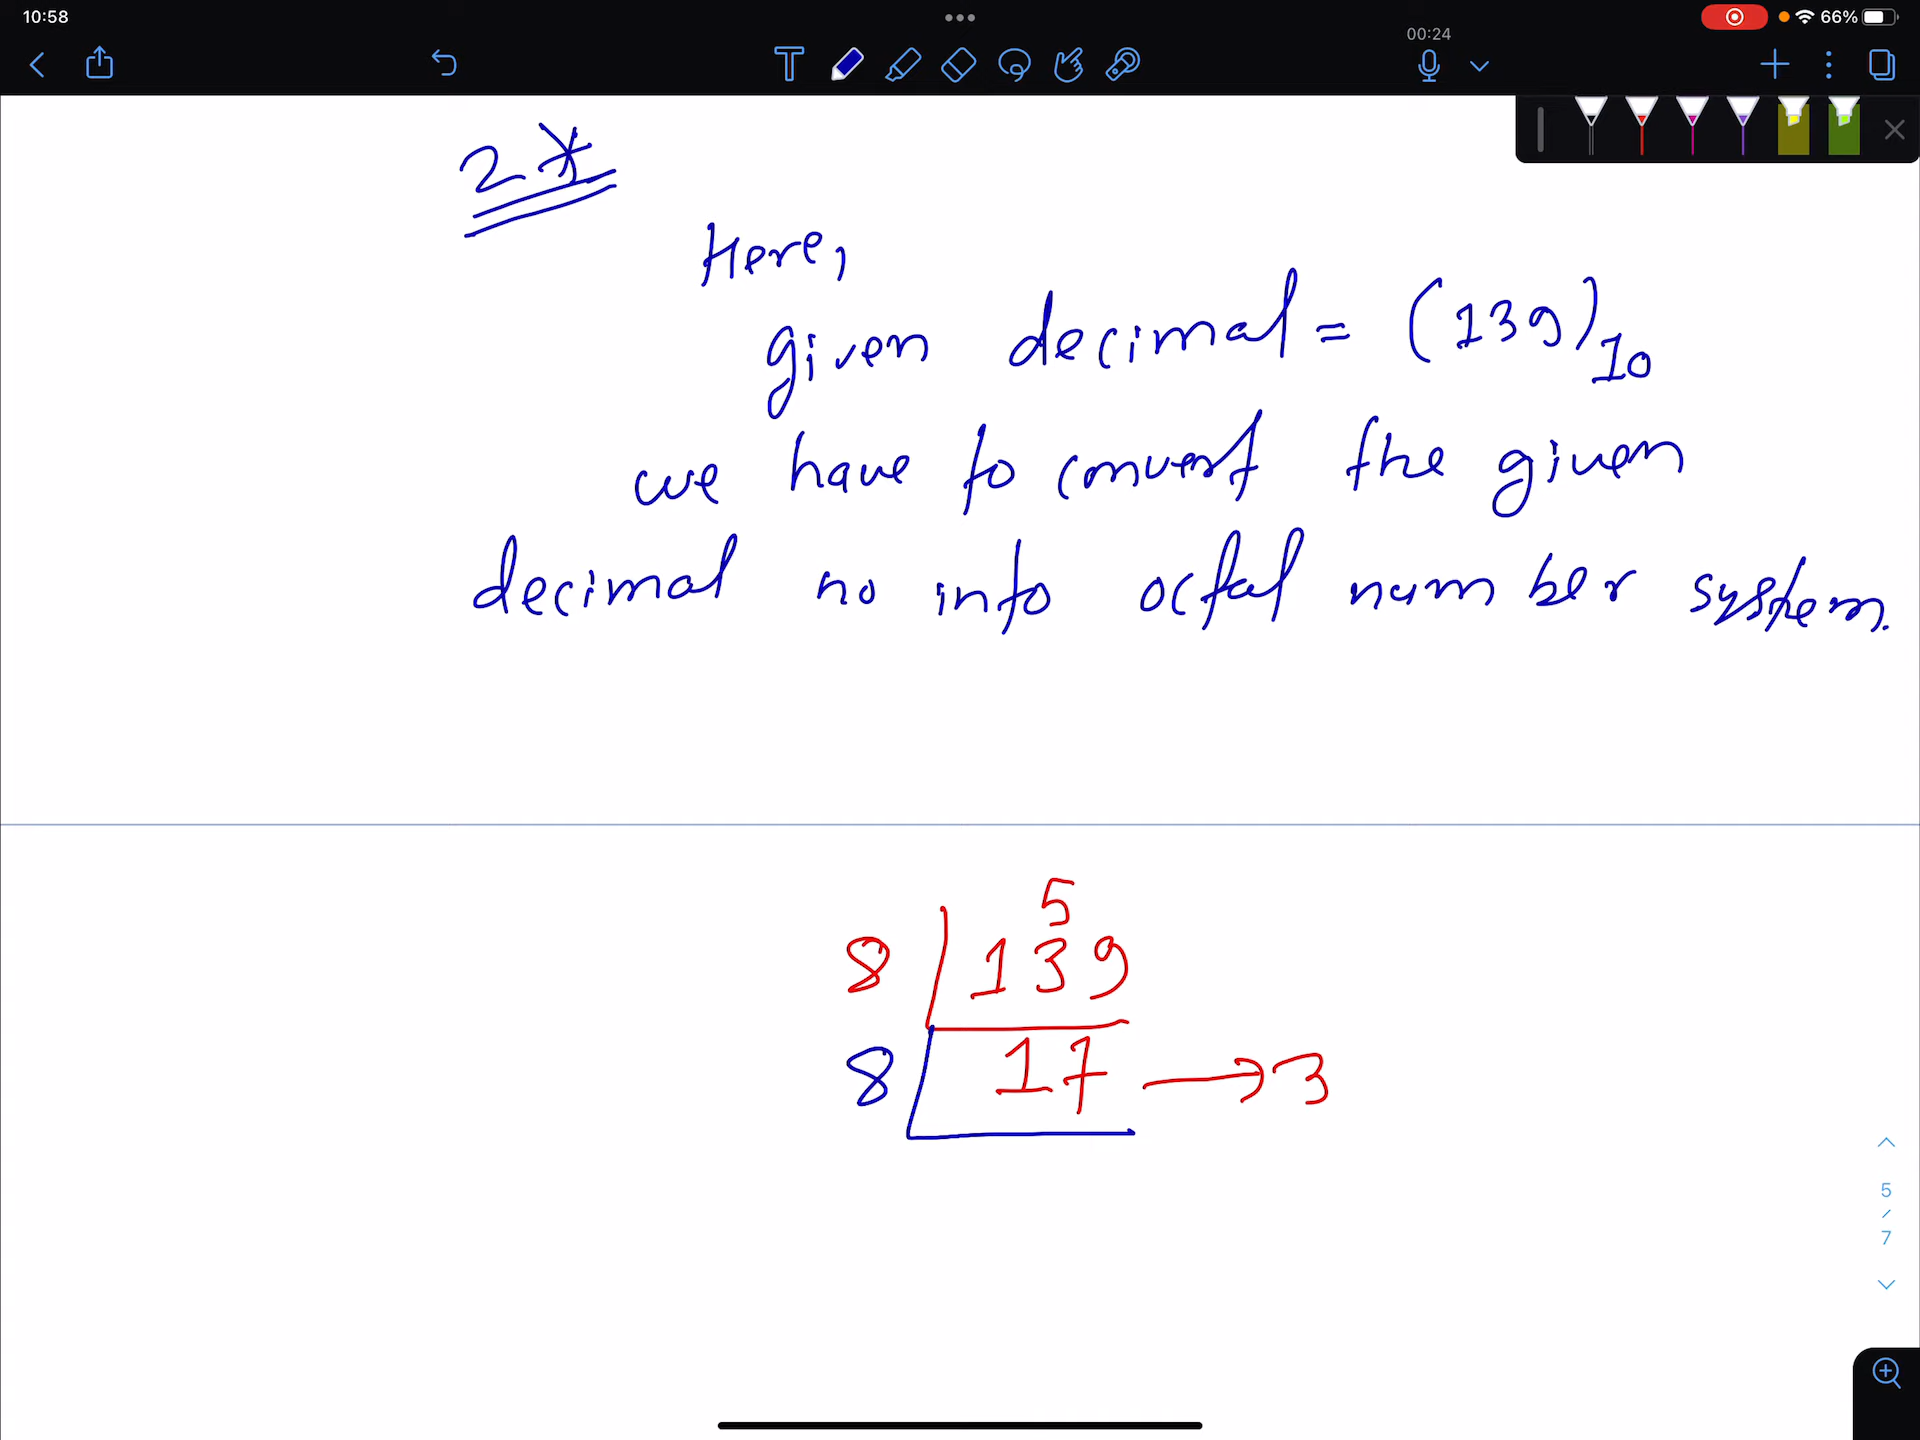 10:58
66%
00:24
2*
Here,
given decimal = (139)10
we have to convert the given
decimal no into octal number system.
5
8 | 139
8 | 17 → 3
5
/
7